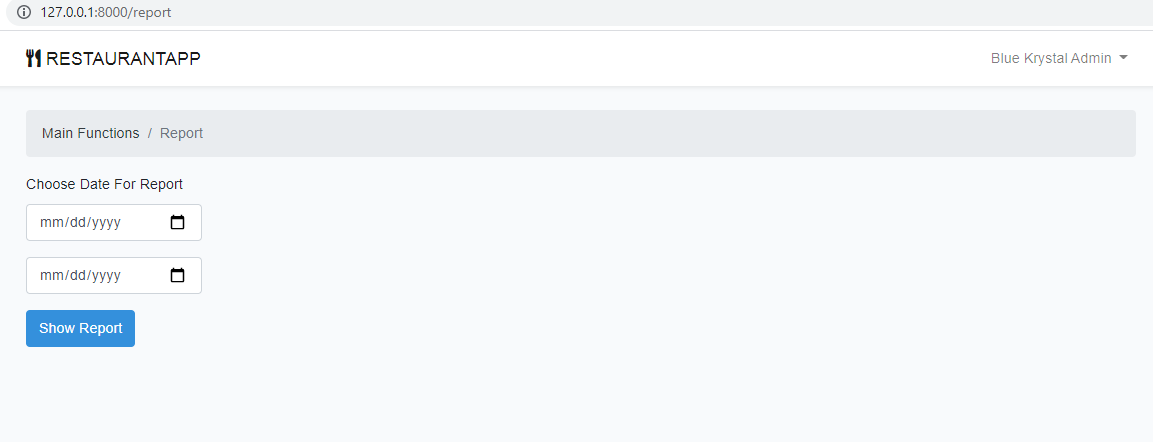 127.0.0.1:8000/report
RESTAURANTAPP
Blue Krystal Admin
Main Functions / Report
Choose Date For Report
mm/dd/yyyy
mm/dd/yyyy
Show Report